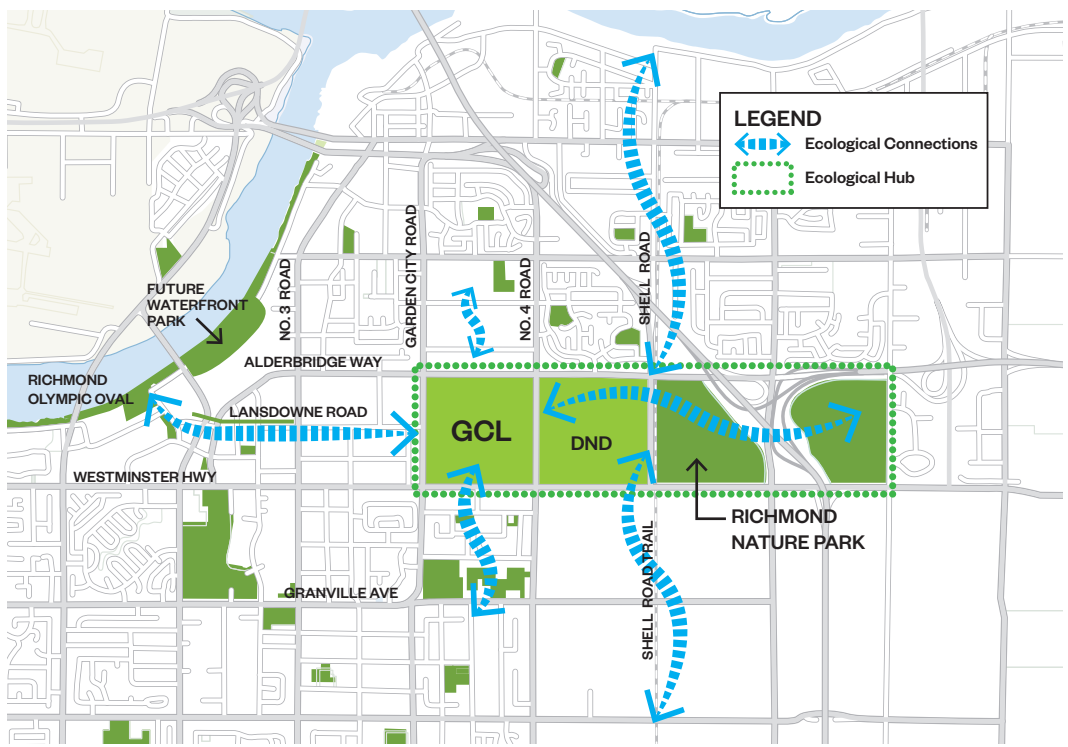 LEGEND
Ecological Connections
Ecological Hub
GARDEN CITY ROAD
NO. 3 ROAD
NO. 4 ROAD
SHELL ROAD
FUTURE
WATERFRONT
PARK
ALDERBRIDGE WAY
RICHMOND
OLYMPIC OVAL
LANSDOWNE ROAD
GCL
DND
WESTMINSTER HWY
RICHMOND
NATURE PARK
SHELL ROAD TRAIL
GRANVILLE AVE